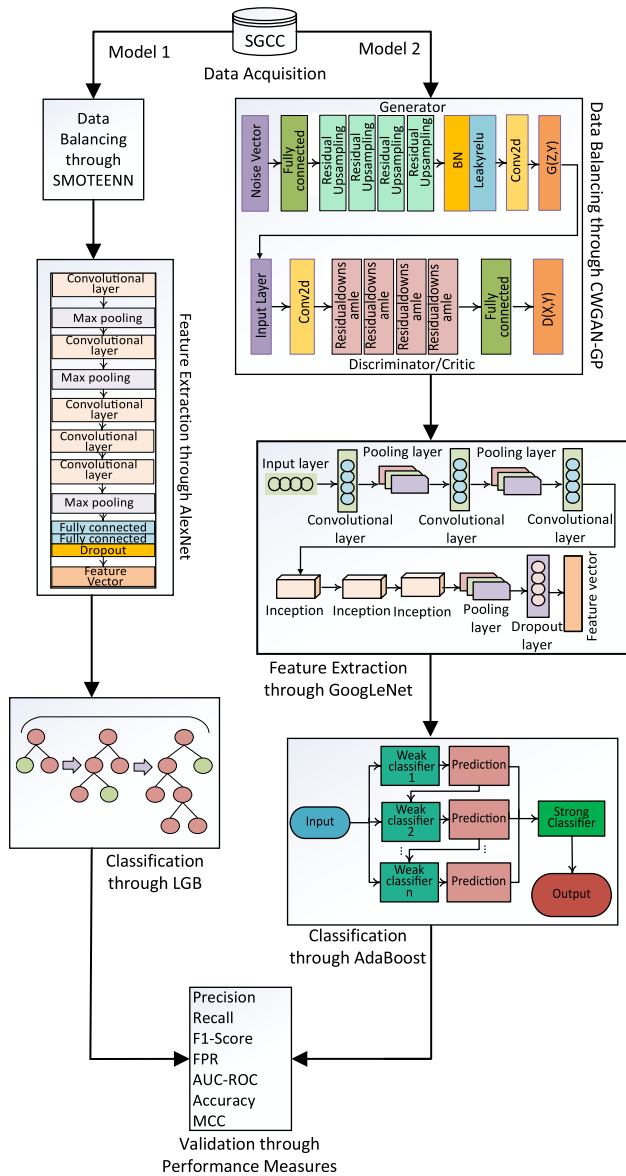 SGCC
Model 1
Model 2
Data Acquisition
Data
Balancing
through
SMOTEENN
Convolutional
layer
Max pooling
Convolutional
layer
Max pooling
Convolutional
layer
Convolutional
layer
Convolutional
layer
Max pooling
Fully connected
Fully connected
Dropout
Feature
Vector
Feature Extraction through AlexNet
Classification
through LGB
Generator
Noise Vector
Fully
connected
Residual
Upsampling
Residual
Upsampling
Residual
Upsampling
Residual
Upsampling
BN
Leakyrelu
Conv2d
G(Z,Y)
Input Layer
Conv2d
Residualdowns
amle
Residualdowns
amle
Residualdowns
amle
Residualdowns
amle
Fully
connected
D(X,Y)
Discriminator/Critic
Data Balancing through CWGAN-GP
Input layer
Convolutional
layer
Pooling layer
Convolutional
layer
Pooling layer
Convolutional
layer
Inception
Inception
Inception
Pooling
layer
Dropout
layer
Feature vector
Feature Extraction
through GoogLeNet
Input
Weak
classifier
1
Prediction
Weak
classifier
2
Prediction
...
...
Weak
classifier
n
Prediction
Strong
Classifier
Output
Classification
through AdaBoost
Precision
Recall
F1-Score
FPR
AUC-ROC
Accuracy
MCC
Validation through
Performance Measures